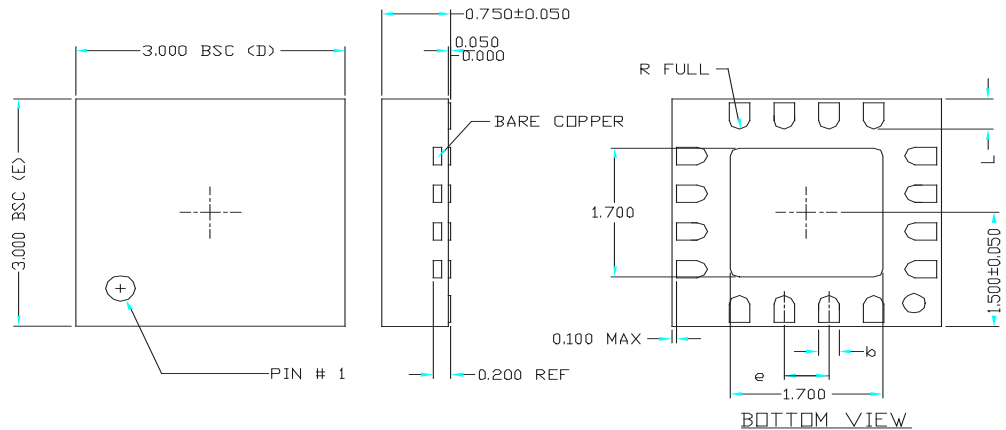 3.000 BSC (D)
3.000 BSC (E)
PIN # 1
0.750±0.050
0.050
0.000
BARE COPPER
0.200 REF
R FULL
1.700
L
1.500±0.050
0.100 MAX
b
e
1.700
BOTTOM VIEW